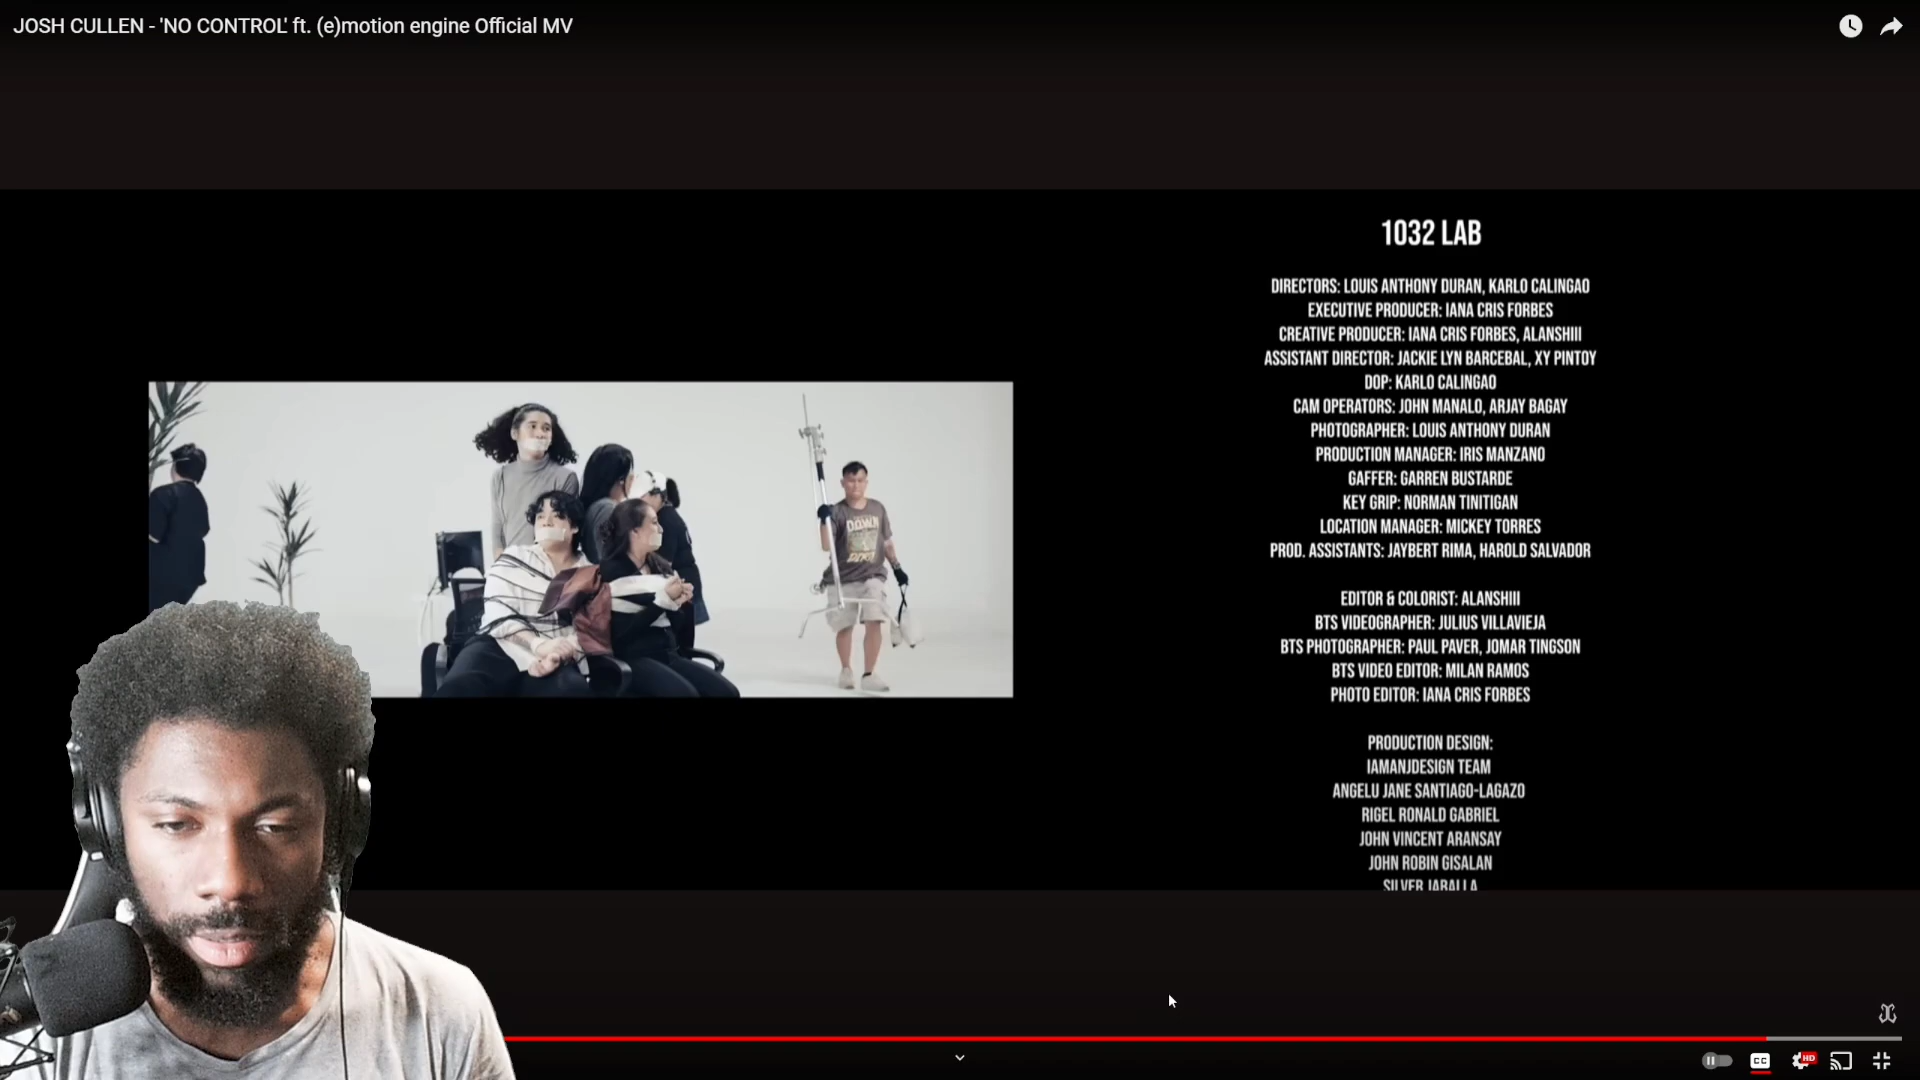 JOSH CULLEN - 'NO CONTROL' ft. (e)motion engine Official MV
1032 LAB
DIRECTORS: LOUIS ANTHONY DURAN, KARLO CALINGAO
EXECUTIVE PRODUCER: IANA CRIS FORBES
CREATIVE PRODUCER: IANA CRIS FORBES, ALANSHIII
ASSISTANT DIRECTOR: JACKIE LYN BARCEBAL, XY PINTOY
DOP: KARLO CALINGAO
CAM OPERATORS: JOHN MANALO, ARJAY BAGAY
PHOTOGRAPHER: LOUIS ANTHONY DURAN
PRODUCTION MANAGER: IRIS MANZANO
GAFFER: GARREN BUSTARDE
KEY GRIP: NORMAN TINITIGAN
LOCATION MANAGER: MICKEY TORRES
PROD. ASSISTANTS: JAYBERT RIMA, HAROLD SALVADOR
EDITOR & COLORIST: ALANSHIII
BTS VIDEOGRAPHER: JULIUS VILLAVIEJA
BTS PHOTOGRAPHER: PAUL PAVER, JOMAR TINGSON
BTS VIDEO EDITOR: MILAN RAMOS
PHOTO EDITOR: IANA CRIS FORBES
PRODUCTION DESIGN:
IAMANJDESIGN TEAM
ANGELU JANE SANTIAGO-LAGAZO
RIGEL RONALD GABRIEL
JOHN VINCENT ARANSAY
JOHN ROBIN GISALAN
SILVER JARALLA
DAWN
CC
HD